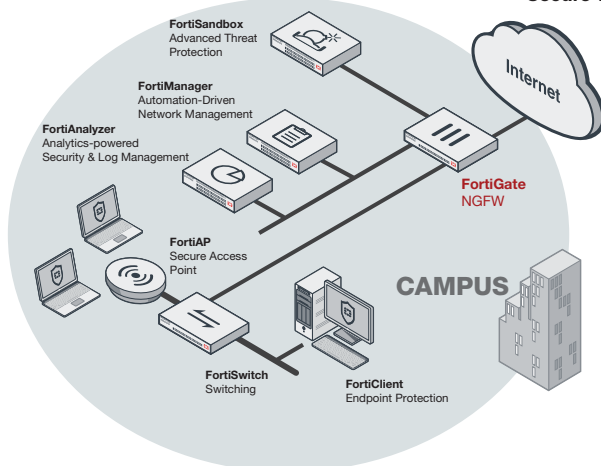 FortiSandbox
Advanced Threat
Protection
FortiManager
Automation-Driven
Network Management
FortiAnalyzer
Analytics-powered
Security & Log Management
Internet
FortiGate
NGFW
FortiAP
Secure Access
Point
CAMPUS
FortiSwitch
Switching
FortiClient
Endpoint Protection